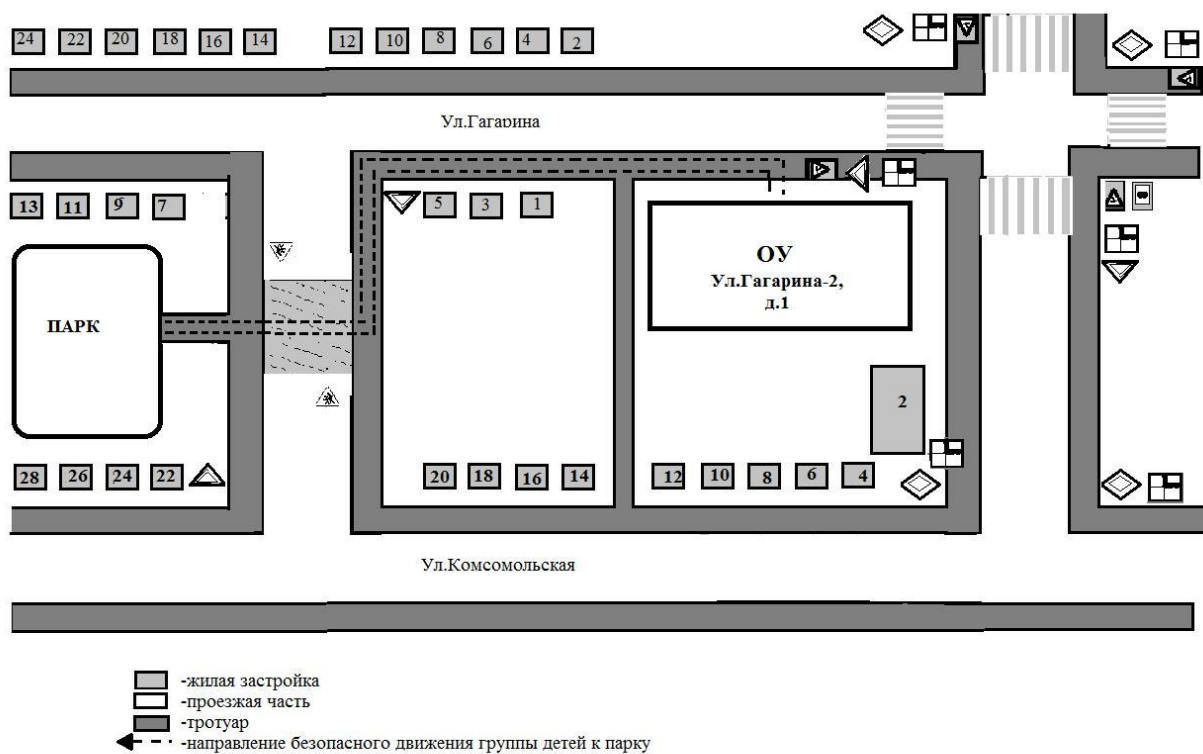 24 22 20 18 16 14 12 10 8 6 4 2
Ул.Гагарина
13 11 9 7 5 3 1
ОУ
Ул.Гагарина-2,
д.1
ПАРК
2
28 26 24 22 20 18 16 14 12 10 8 6 4
Ул.Комсомольская
-жилая застройка
-проезжая часть
-тротуар
-направление безопасного движения группы детей к парку